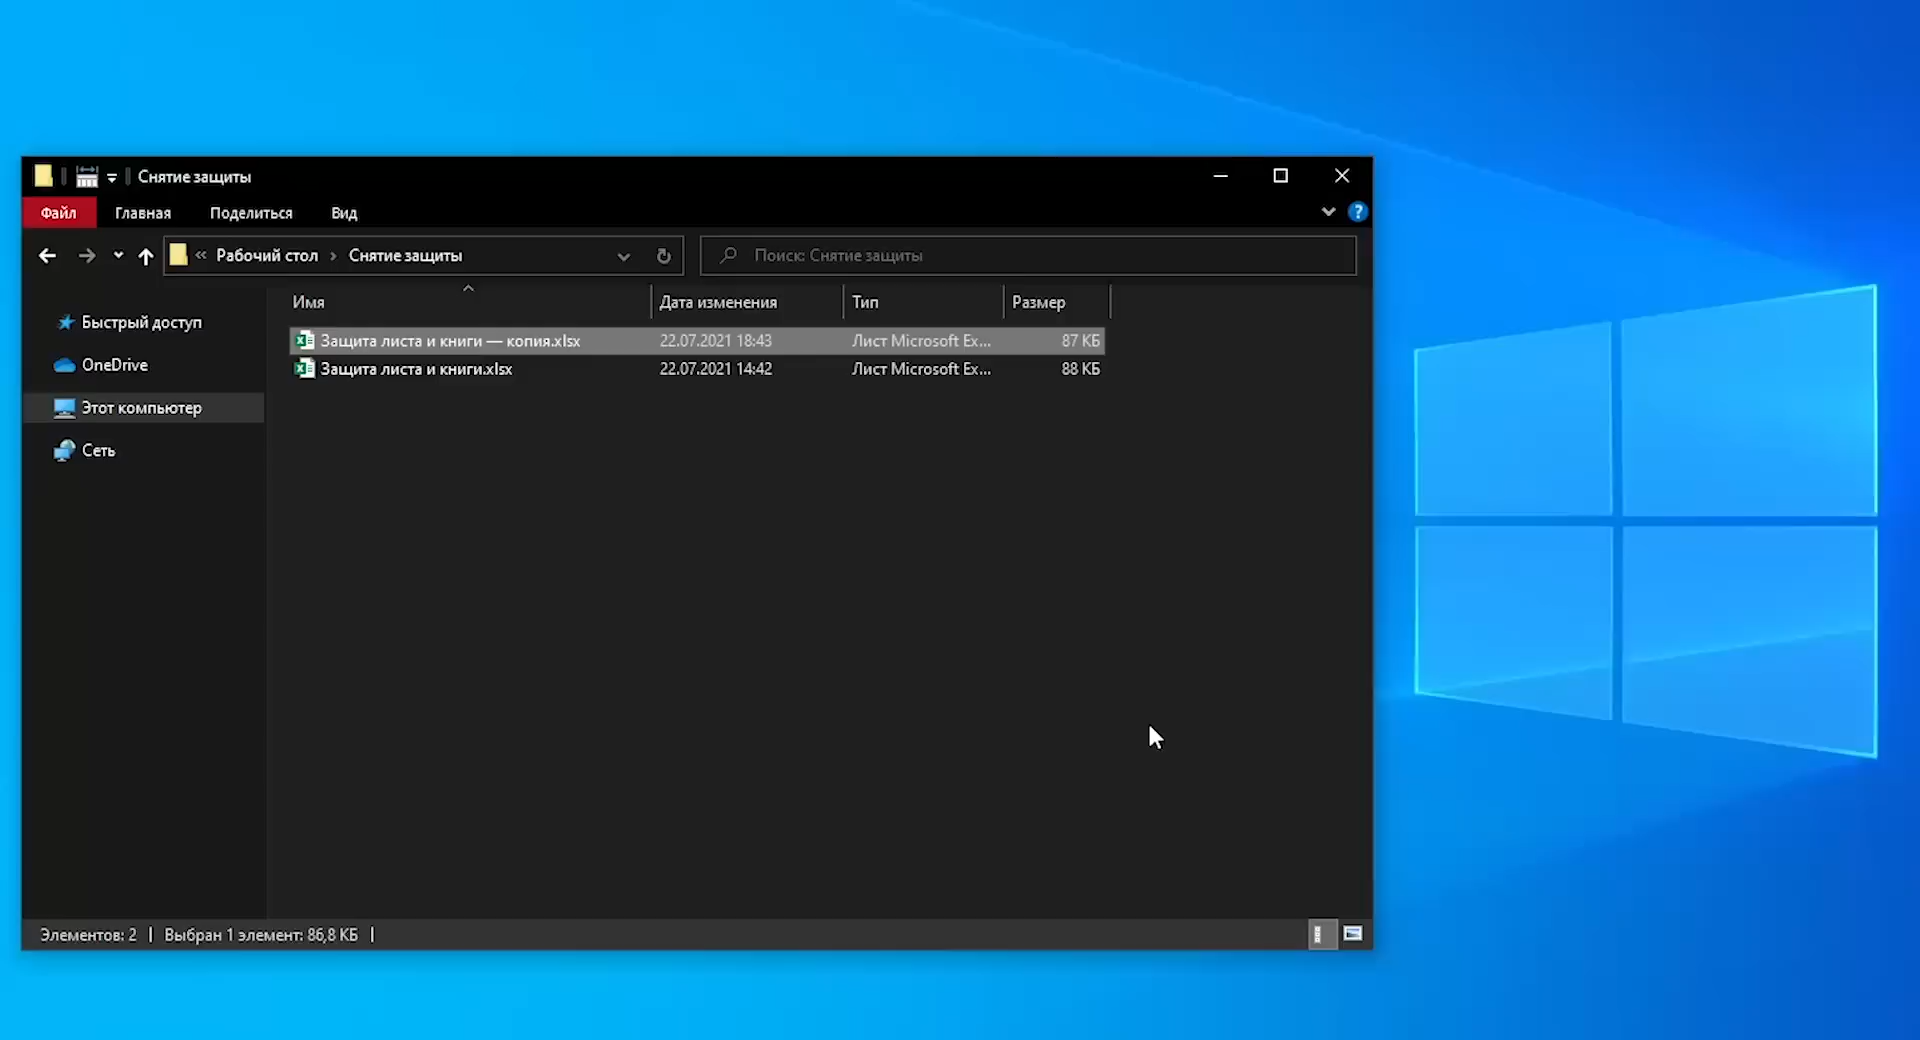 Снятие защиты
Файл Главная Поделиться Вид
« Рабочий стол › Снятие защиты Поиск: Снятие защиты
Имя Дата изменения Тип Размер
Быстрый доступ
OneDrive
Этот компьютер
Сеть
Защита листа и книги — копия.xlsx 22.07.2021 18:43 Лист Microsoft Ex... 87 КБ
Защита листа и книги.xlsx 22.07.2021 14:42 Лист Microsoft Ex... 88 КБ
Элементов: 2 Выбран 1 элемент: 86,8 КБ